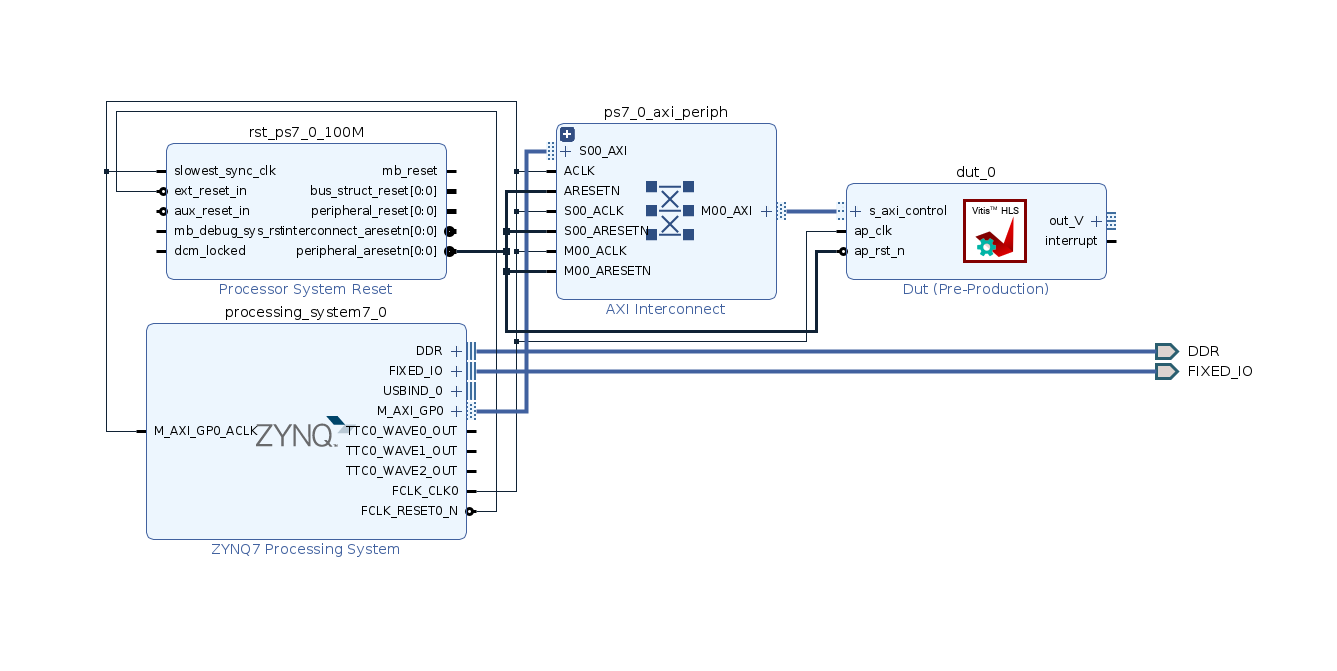 rst_ps7_0_100M
slowest_sync_clk
mb_reset
ext_reset_in
bus_struct_reset[0:0]
aux_reset_in
peripheral_reset[0:0]
mb_debug_sys_rst
interconnect_aresetn[0:0]
dcm_locked
peripheral_aresetn[0:0]
Processor System Reset
ps7_0_axi_periph
S00_AXI
ACLK
ARESETN
S00_ACLK
M00_AXI
S00_ARESETN
M00_ACLK
M00_ARESETN
AXI Interconnect
dut_0
s_axi_control
Vitis™ HLS
out_V
ap_clk
interrupt
ap_rst_n
Dut (Pre-Production)
processing_system7_0
DDR
FIXED_IO
USBIND_0
M_AXI_GP0
M_AXI_GP0_ACLK
ZYNQ™
TTC0_WAVE0_OUT
TTC0_WAVE1_OUT
TTC0_WAVE2_OUT
FCLK_CLK0
FCLK_RESET0_N
ZYNQ7 Processing System
DDR
FIXED_IO